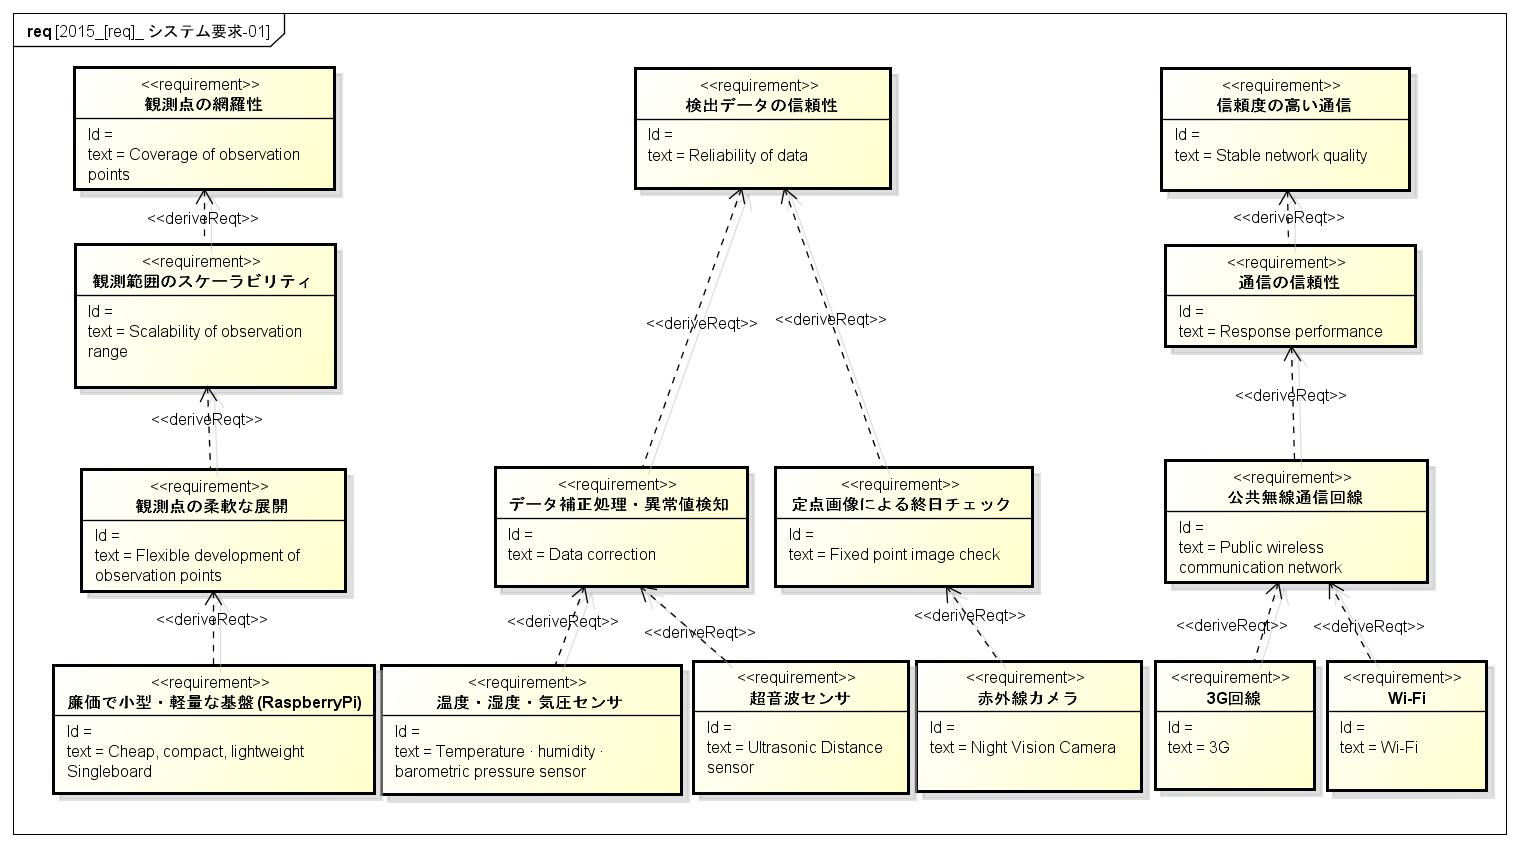 req [2015_[req]_ システム要求-01]
<<requirement>>
観測点の網羅性
Id =
text = Coverage of observation
points
<<requirement>>
検出データの信頼性
Id =
text = Reliability of data
<<requirement>>
信頼度の高い通信
Id =
text = Stable network quality
<<deriveReqt>>
<<deriveReqt>>
<<requirement>>
観測範囲のスケーラビリティ
Id =
text = Scalability of observation
range
<<requirement>>
通信の信頼性
Id =
text = Response performance
<<deriveReqt>>
<<deriveReqt>>
<<deriveReqt>>
<<deriveReqt>>
<<requirement>>
観測点の柔軟な展開
Id =
text = Flexible development of
observation points
<<requirement>>
データ補正処理・異常値検知
Id =
text = Data correction
<<requirement>>
定点画像による終日チェック
Id =
text = Fixed point image check
<<requirement>>
公共無線通信回線
Id =
text = Public wireless
communication network
<<deriveReqt>>
<<deriveReqt>>
<<deriveReqt>>
<<deriveReqt>>
<<deriveReqt>>
<<deriveReqt>>
<<requirement>>
廉価で小型・軽量な基盤(RaspberryPi)
Id =
text = Cheap, compact, lightweight
Singleboard
<<requirement>>
温度・湿度・気圧センサ
Id =
text = Temperature · humidity ·
barometric pressure sensor
<<requirement>>
超音波センサ
Id =
text = Ultrasonic Distance
sensor
<<requirement>>
赤外線カメラ
Id =
text = Night Vision Camera
<<requirement>>
3G回線
Id =
text = 3G
<<requirement>>
Wi-Fi
Id =
text = Wi-Fi